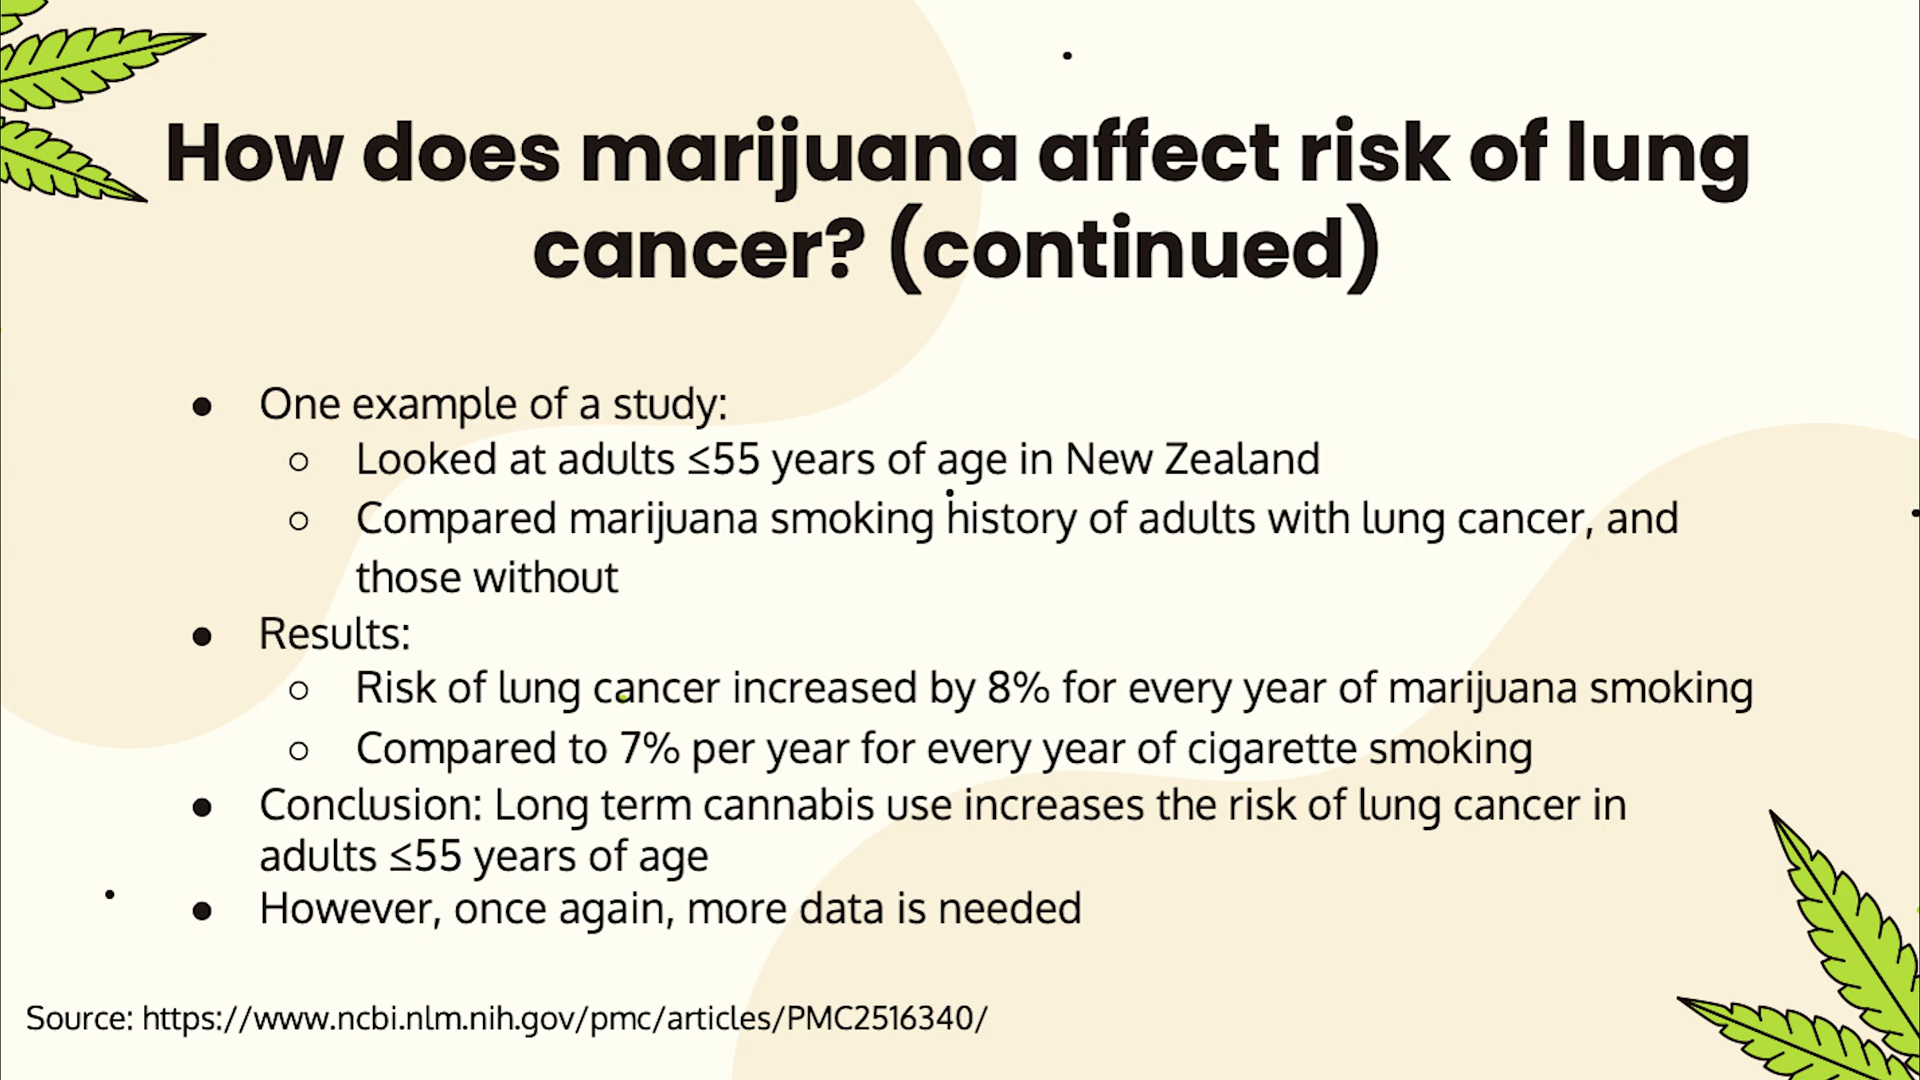 How does marijuana affect risk of lung
cancer? (continued)
● One example of a study:
○ Looked at adults ≤55 years of age in New Zealand
○ Compared marijuana smoking history of adults with lung cancer, and
those without
● Results:
○ Risk of lung cancer increased by 8% for every year of marijuana smoking
○ Compared to 7% per year for every year of cigarette smoking
● Conclusion: Long term cannabis use increases the risk of lung cancer in
adults ≤55 years of age
● However, once again, more data is needed
Source: https://www.ncbi.nlm.nih.gov/pmc/articles/PMC2516340/